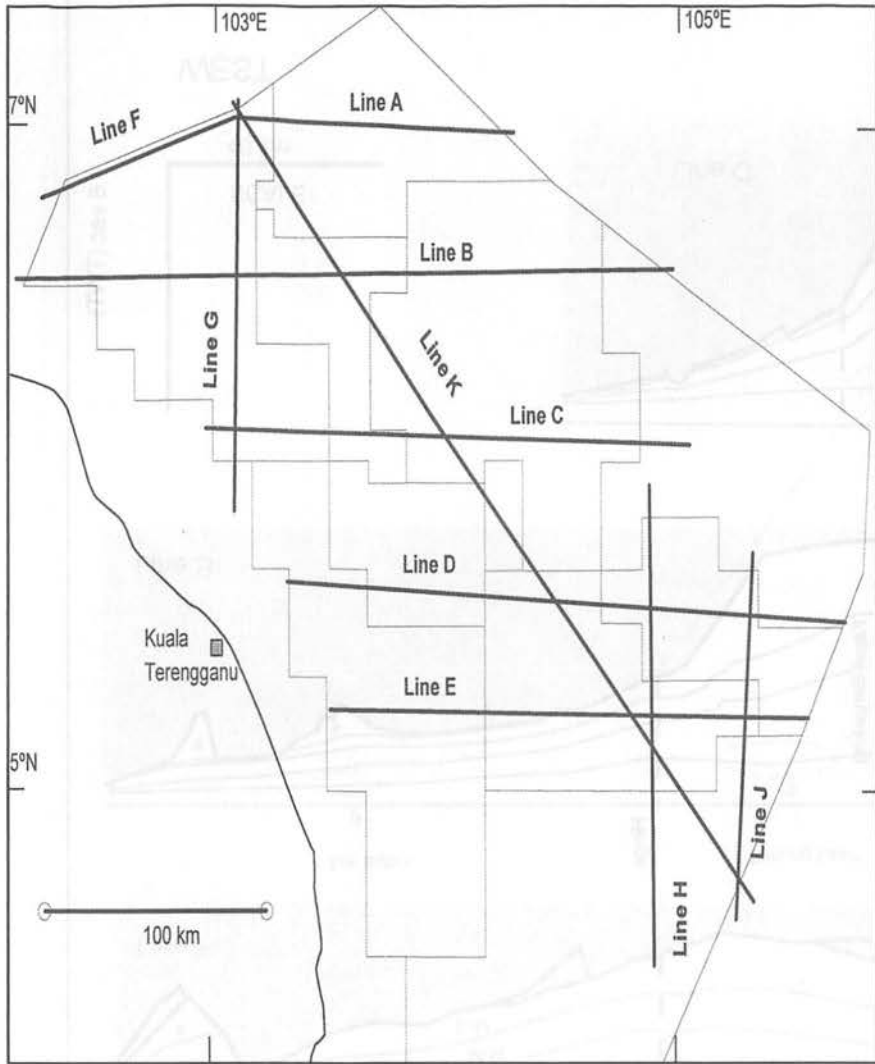 103ºE
105ºE
7ºN
Line F
Line A
Line B
Line G
Line K
Line C
Line D
Kuala
Terengganu
Line E
5ºN
Line J
Line H
100 km